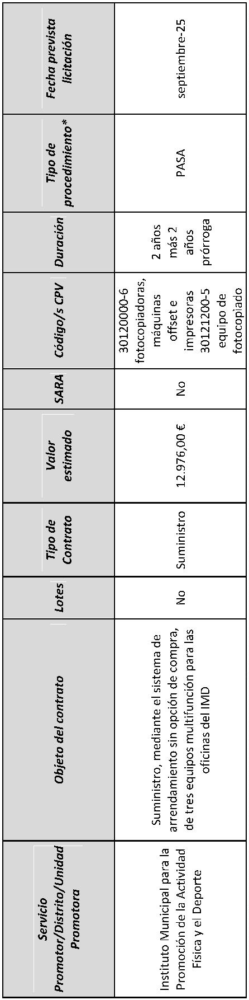 Servicio
Promotor/Distrito/Unidad
Promotora
Objeto del contrato
Lotes
Tipo de
Contrato
Valor
estimado
SARA
Código/s CPV
Duración
Tipo de
procedimiento*
Fecha prevista
licitación
Instituto Municipal para la
Promoción de la Actividad
Física y el Deporte
Suministro, mediante el sistema de
arrendamiento sin opción de compra,
de tres equipos multifunción para las
oficinas del IMD
No
Suministro
12.976,00 €
No
30120000-6
fotocopiadoras,
máquinas
offset e
impresoras
30121200-5
equipo de
fotocopiado
2 años
más 2
años
prórroga
PASA
septiembre-25